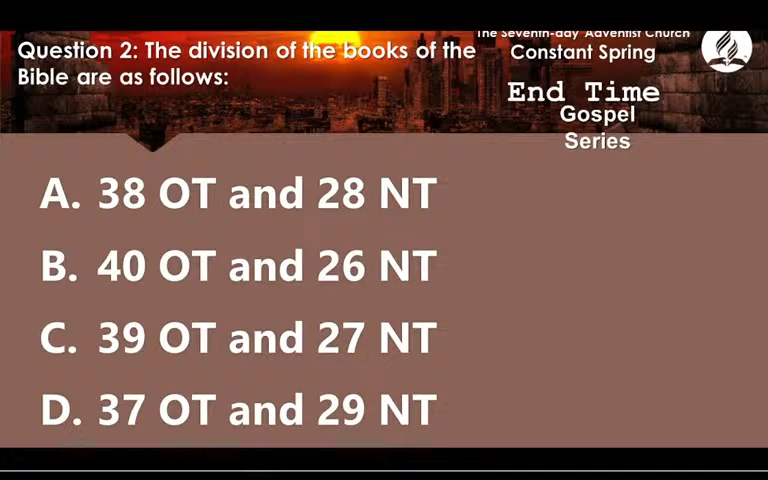 Question 2: The division of the books of the
Bible are as follows:
The Seventh-day Adventist Church
Constant Spring
End Time
Gospel
Series
A. 38 OT and 28 NT
B. 40 OT and 26 NT
C. 39 OT and 27 NT
D. 37 OT and 29 NT